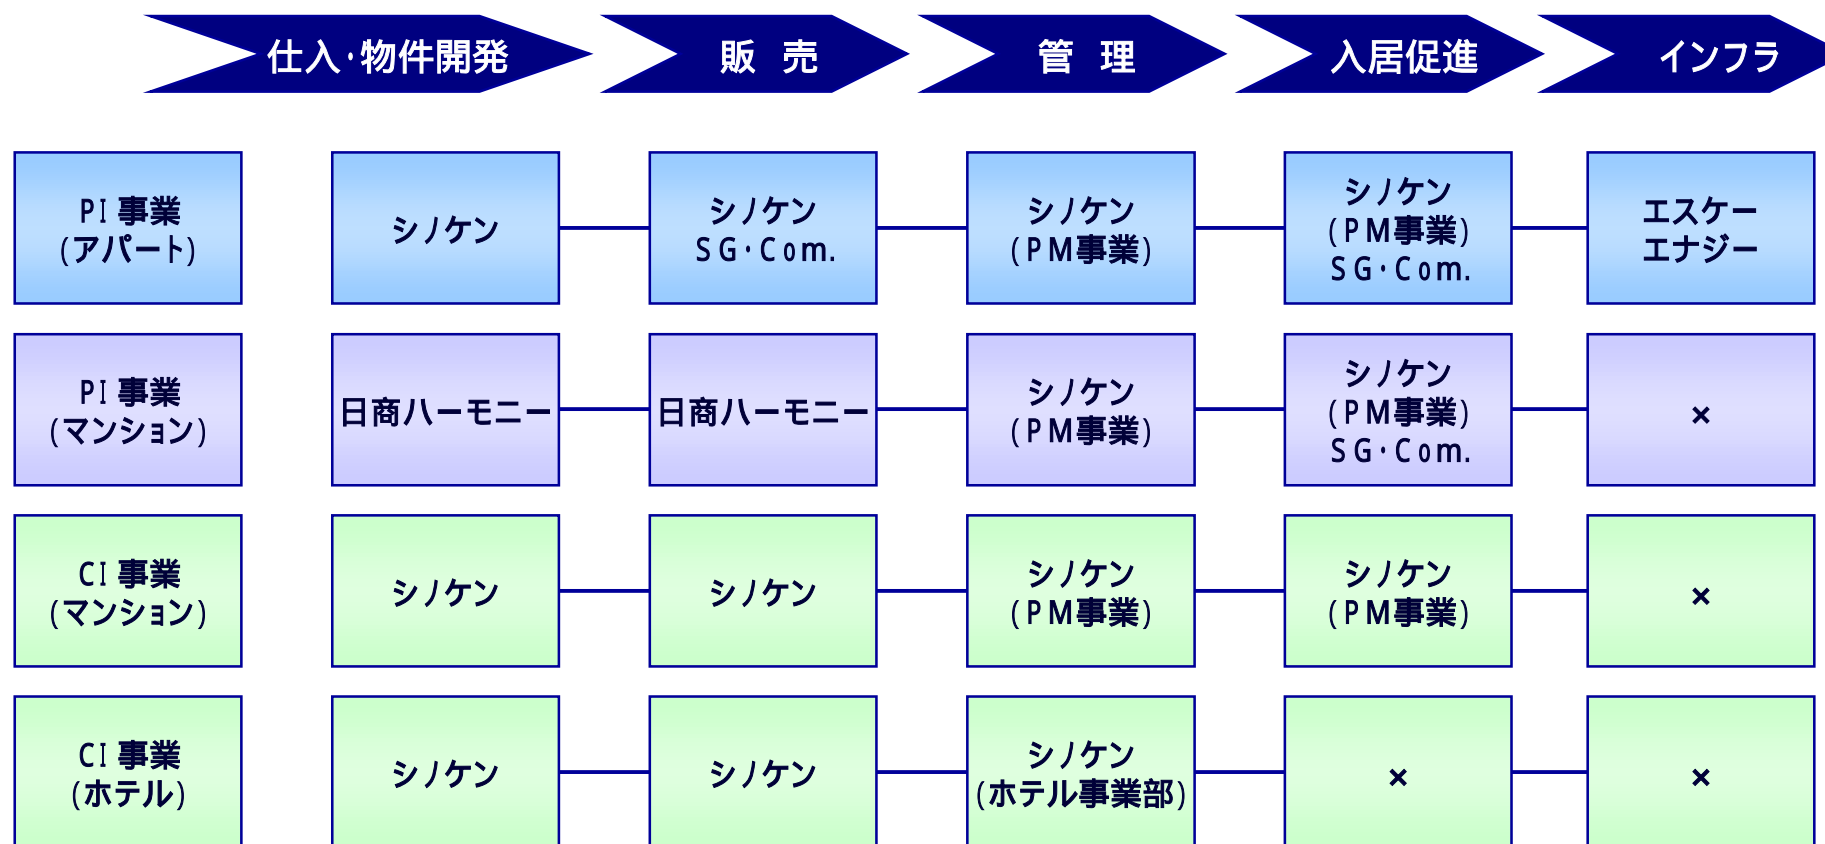 仕入・物件開発
販 売
管 理
入居促進
インフラ
PI 事業
(アパート)
シノケン
シノケン
SG・Com.
シノケン
(PM事業)
シノケン
(PM事業)
SG・Com.
エスケー
エナジー
PI 事業
(マンション)
日商ハーモニー
日商ハーモニー
シノケン
(PM事業)
シノケン
(PM事業)
SG・Com.
×
CI 事業
(マンション)
シノケン
シノケン
シノケン
(PM事業)
シノケン
(PM事業)
×
CI 事業
(ホテル)
シノケン
シノケン
シノケン
(ホテル事業部)
×
×